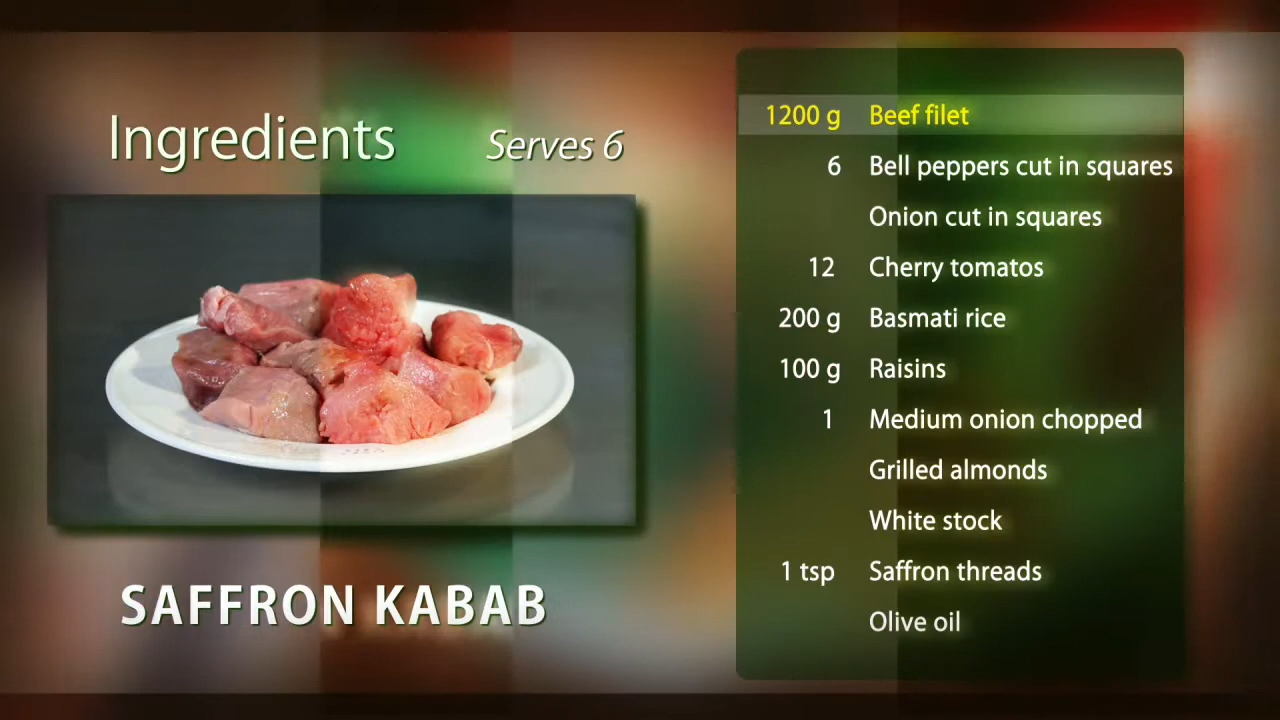 Ingredients
Serves 6
SAFFRON KABAB
1200 g Beef filet
6 Bell peppers cut in squares
Onion cut in squares
12 Cherry tomatos
200 g Basmati rice
100 g Raisins
1 Medium onion chopped
Grilled almonds
White stock
1 tsp Saffron threads
Olive oil